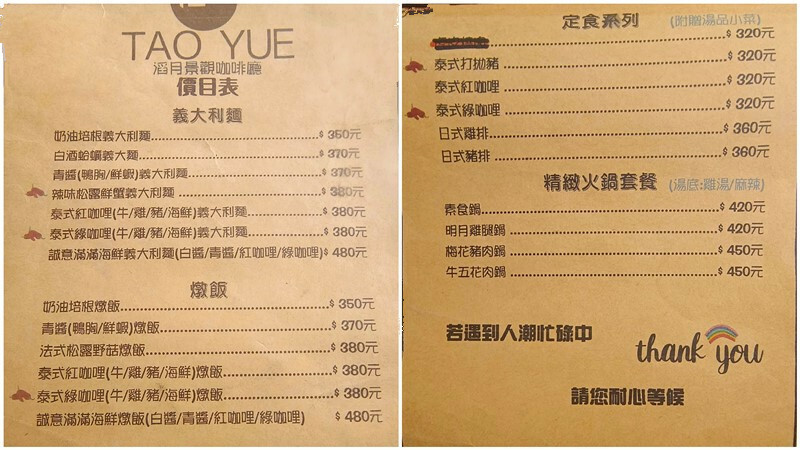 TAO YUE
滔月景觀咖啡廳
價目表
義大利麵
奶油培根義大利麵 $ 350元
白酒蛤蠣義大麵 $ 370元
青醬(鴨胸/鮮蝦)義大利麵 $ 370元
辣味松露鮮蟹義大利麵 $ 380元
泰式紅咖哩(牛/雞/豬/海鮮)義大利麵 $ 380元
泰式綠咖哩(牛/雞/豬/海鮮)義大利麵 $ 380元
誠意滿滿海鮮義大利麵(白醬/青醬/紅咖哩/綠咖哩) $ 480元
燉飯
奶油培根燉飯 $ 350元
青醬(鴨胸/鮮蝦)燉飯 $ 370元
法式松露野菇燉飯 $ 380元
泰式紅咖哩(牛/雞/豬/海鮮)燉飯 $ 380元
泰式綠咖哩(牛/雞/豬/海鮮)燉飯 $ 380元
誠意滿滿海鮮燉飯(白醬/青醬/紅咖哩/綠咖哩) $ 480元
定食系列 (附贈湯品小菜)
$ 320元
泰式打拋豬 $ 320元
泰式紅咖哩 $ 320元
泰式綠咖哩 $ 320元
日式雞排 $ 360元
日式豬排 $ 360元
精緻火鍋套餐 (湯底:雞湯/麻辣)
素食鍋 $ 420元
明月雞腿鍋 $ 420元
梅花豬肉鍋 $ 450元
牛五花肉鍋 $ 450元
若遇到人潮忙碌中
thank you
請您耐心等候